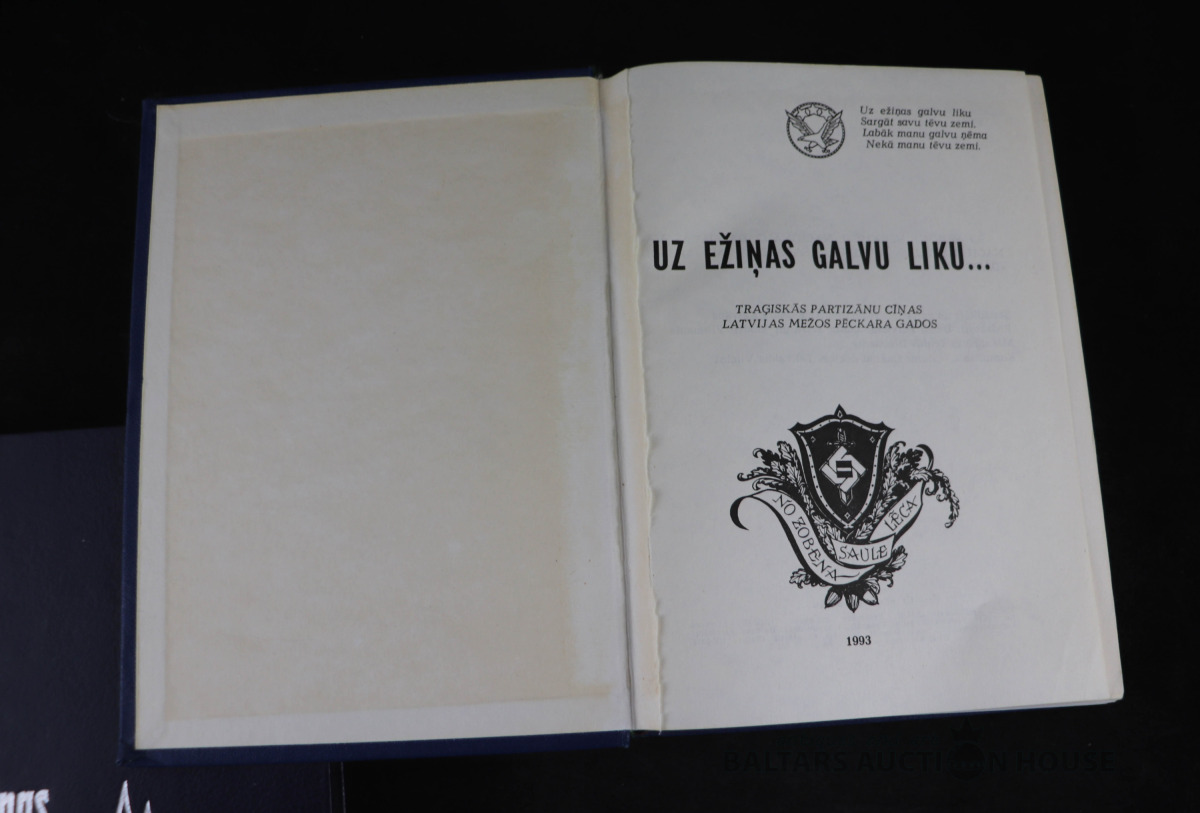 Uz ežiņas galvu liku
Sargāt savu tēvu zemi.
Labāk manu galvu ņēma
Nekā manu tēvu zemi.
UZ EŽIŅAS GALVU LIKU...
TRAĢISKĀS PARTIZĀNU CĪŅAS
LATVIJAS MEŽOS PĒCKARA GADOS
NO ZOBENA SAULE LĒCA
1993
BALTARS AUCTION HOUSE